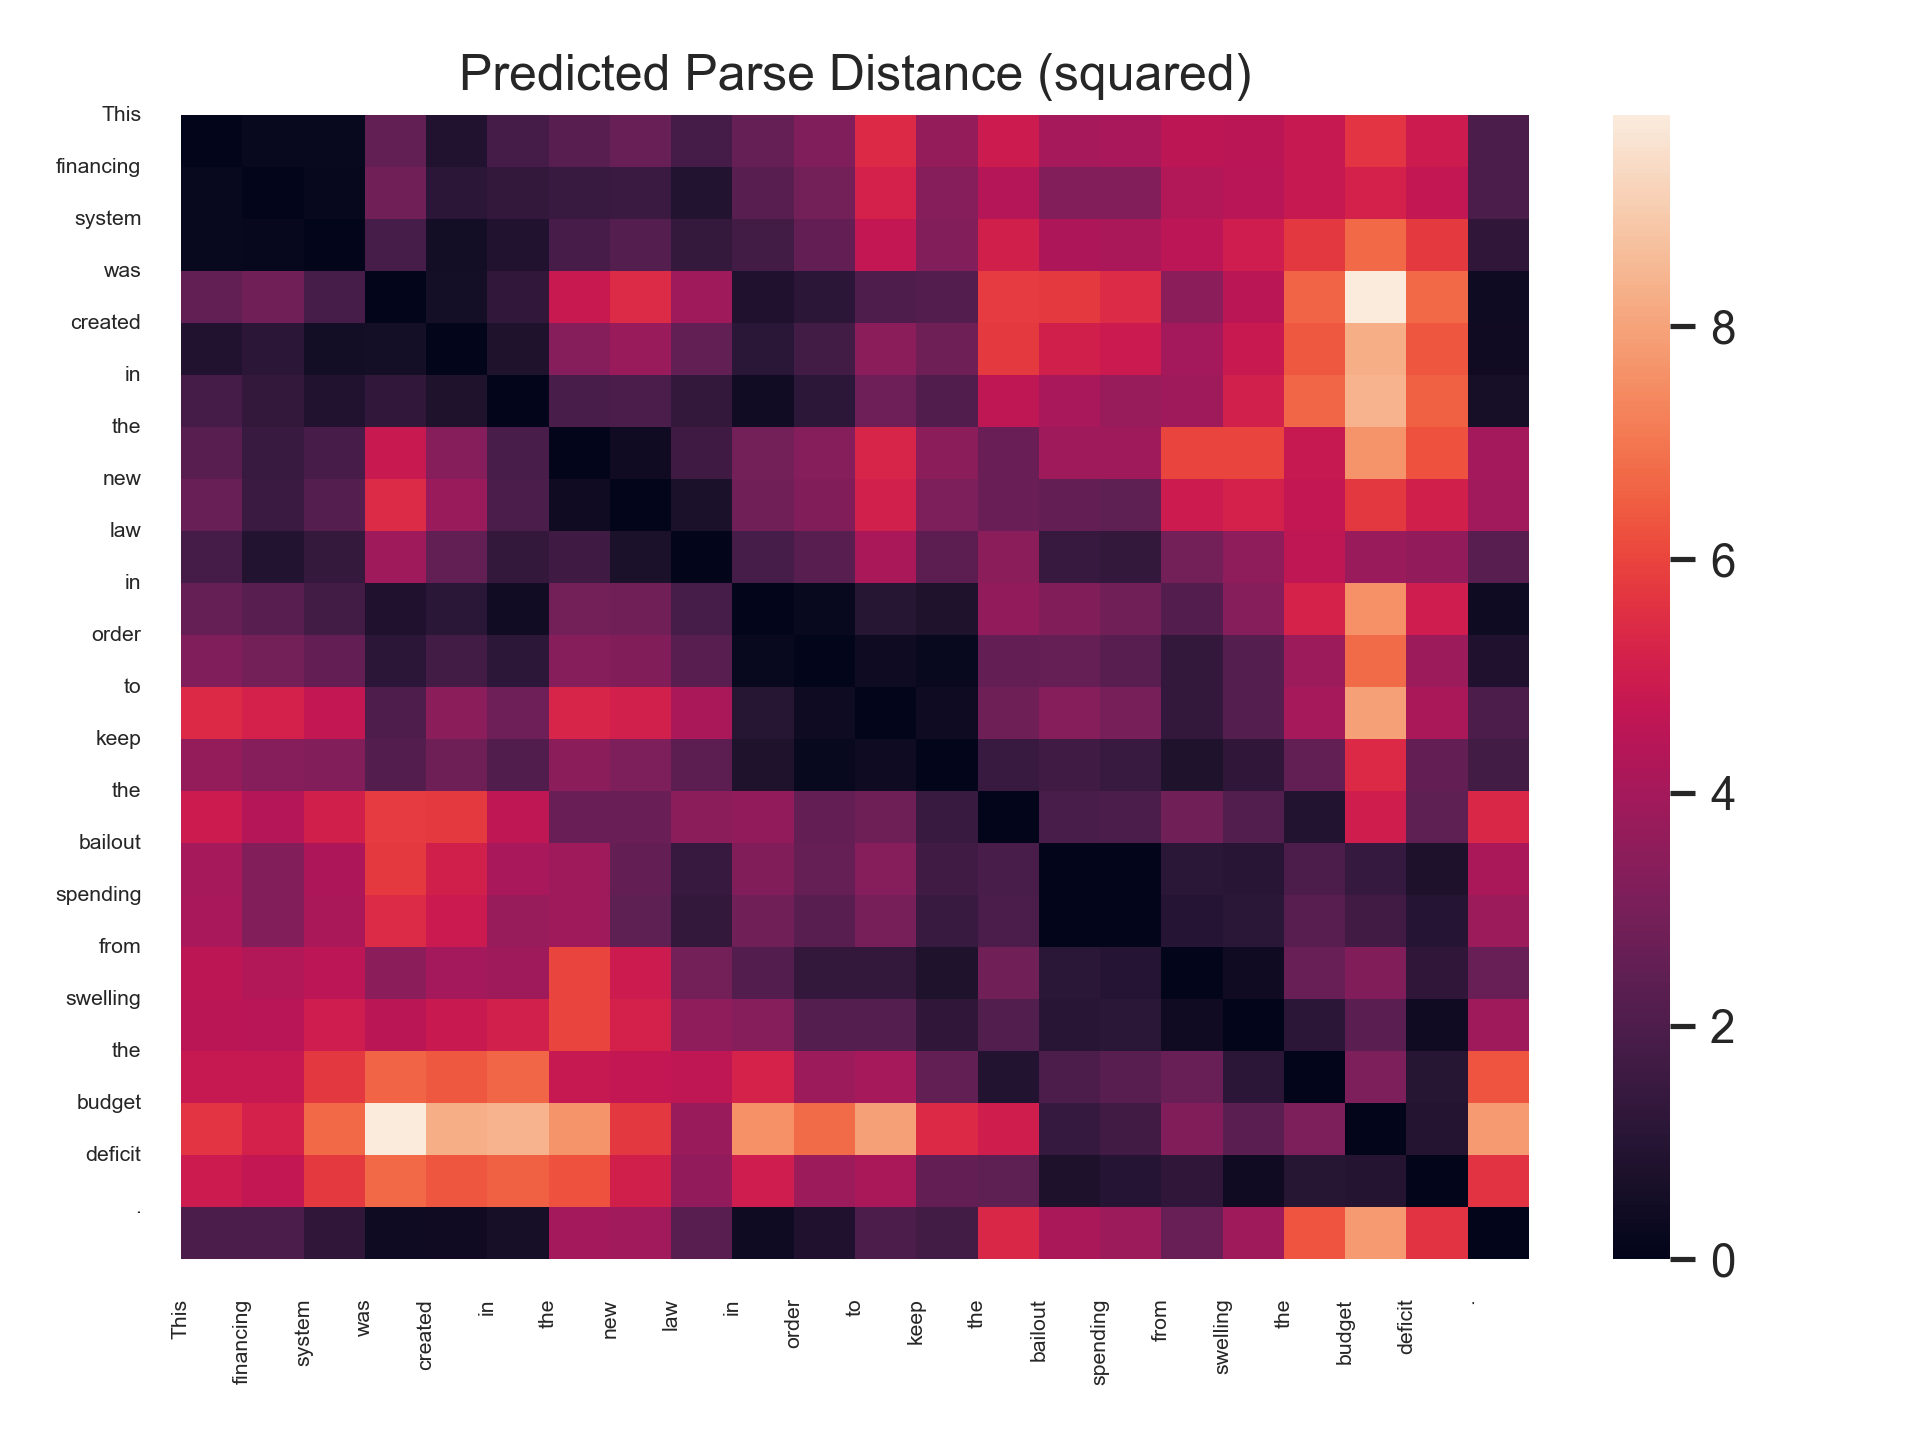 Predicted Parse Distance (squared)
This
financing
system
was
created
in
the
new
law
in
order
to
keep
the
bailout
spending
from
swelling
the
budget
deficit
.
8
6
4
2
0
This
financing
system
was
created
in
the
new
law
in
order
to
keep
the
bailout
spending
from
swelling
the
budget
deficit
.